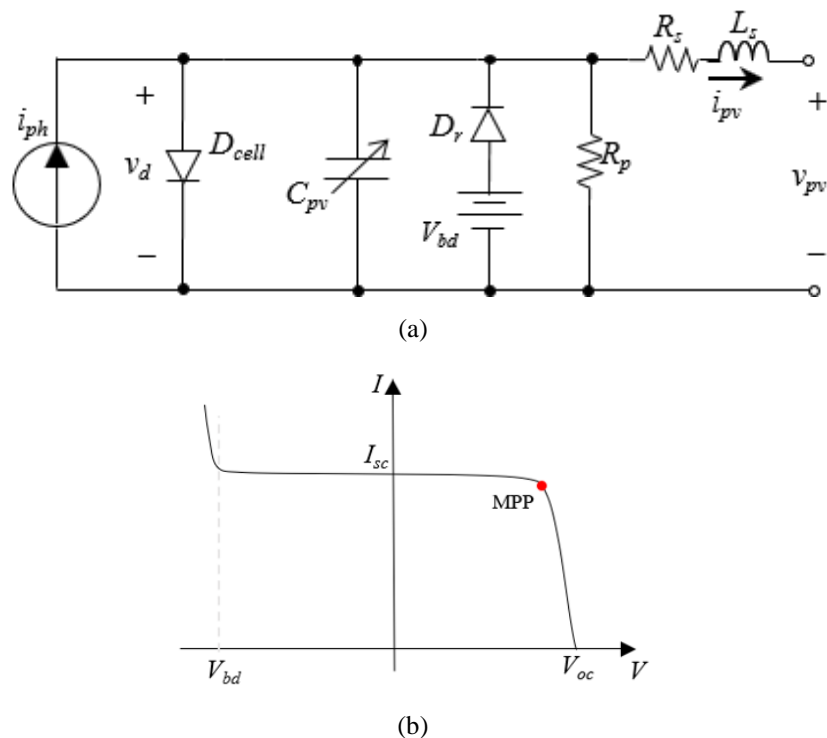 R_s
L_s
+
i_ph
D_cell
v_d
C_pv
D_r
V_bd
R_p
i_pv
+
v_pv
−
−
(a)
I
I_sc
MPP
V_bd
V_oc
V
(b)